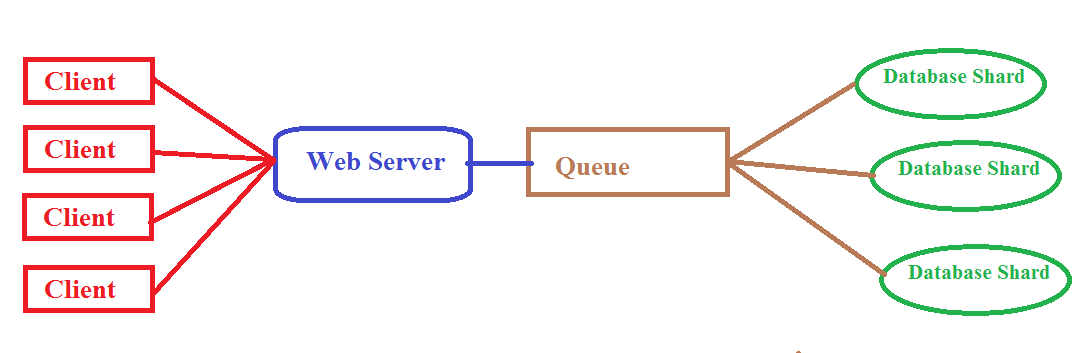 Client
Client
Client
Client
Web Server
Queue
Database Shard
Database Shard
Database Shard